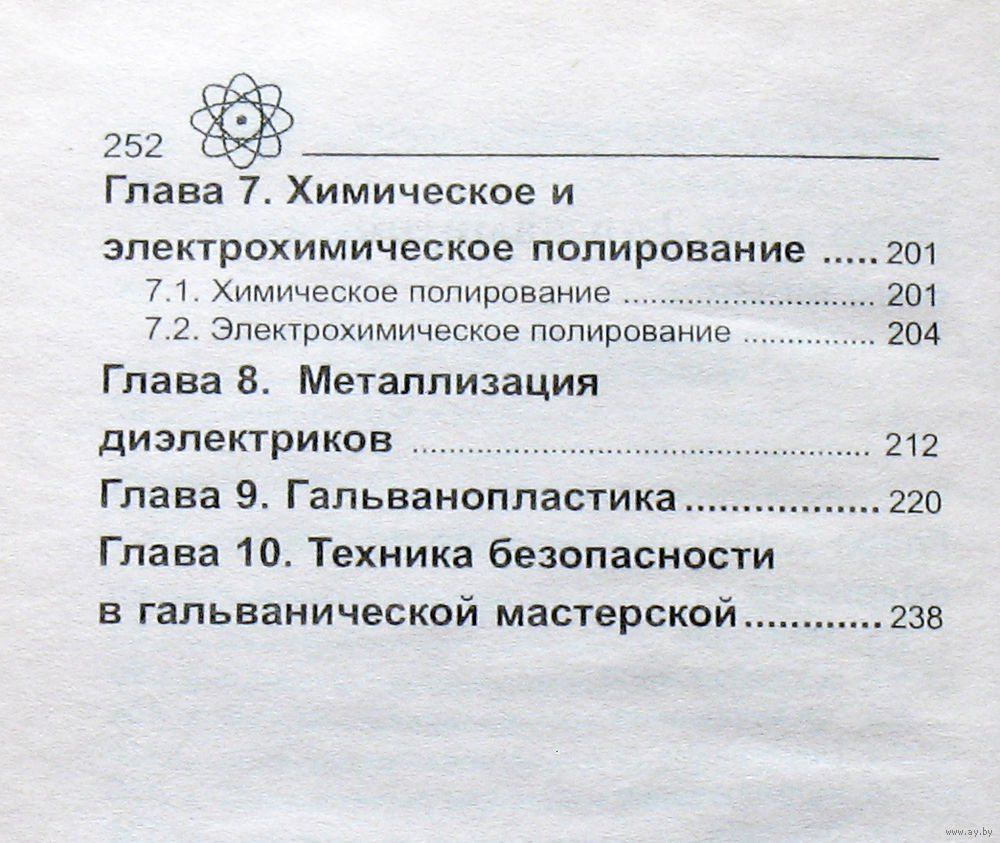 252
Глава 7. Химическое и
электрохимическое полирование ..... 201
7.1. Химическое полирование ............................ 201
7.2. Электрохимическое полирование ............... 204
Глава 8. Металлизация
диэлектриков ................................................... 212
Глава 9. Гальванопластика.................. 220
Глава 10. Техника безопасности
в гальванической мастерской............ 238
www.ay.by